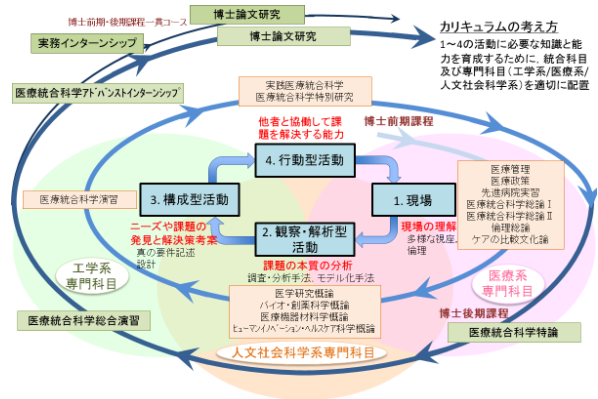 博士前期・後期課程一貫コース
博士論文研究
実務インターンシップ
博士論文研究
医療統合科学アドバンストインターンシップ
カリキュラムの考え方
1～4の活動に必要な知識と能
力を育成するために、統合科目
及び専門科目(工学系/医療系/
人文社会科学系)を適切に配置
実践医療統合科学
医療統合科学特別研究
他者と協働して課
題を解決する能力
博士前期課程
4. 行動型活動
医療統合科学演習
3. 構成型活動
1. 現場
2. 観察・解析型
活動
医療管理
医療政策
先進病院実習
医療統合科学総論Ⅰ
医療統合科学総論Ⅱ
倫理総論
ケアの比較文化論
ニーズや課題の
発見と解決策考案
真の要件記述
設計
現場の理解
多様な視座、
倫理
課題の本質の分析
調査・分析手法、モデル化手法
工学系
専門科目
医療系
専門科目
医学研究概論
バイオ・創薬科学概論
医療機器材料学概論
ヒューマンイノベーション・ヘルスケア科学概論
博士後期課程
医療統合科学総合演習
医療統合科学特論
人文社会科学系専門科目